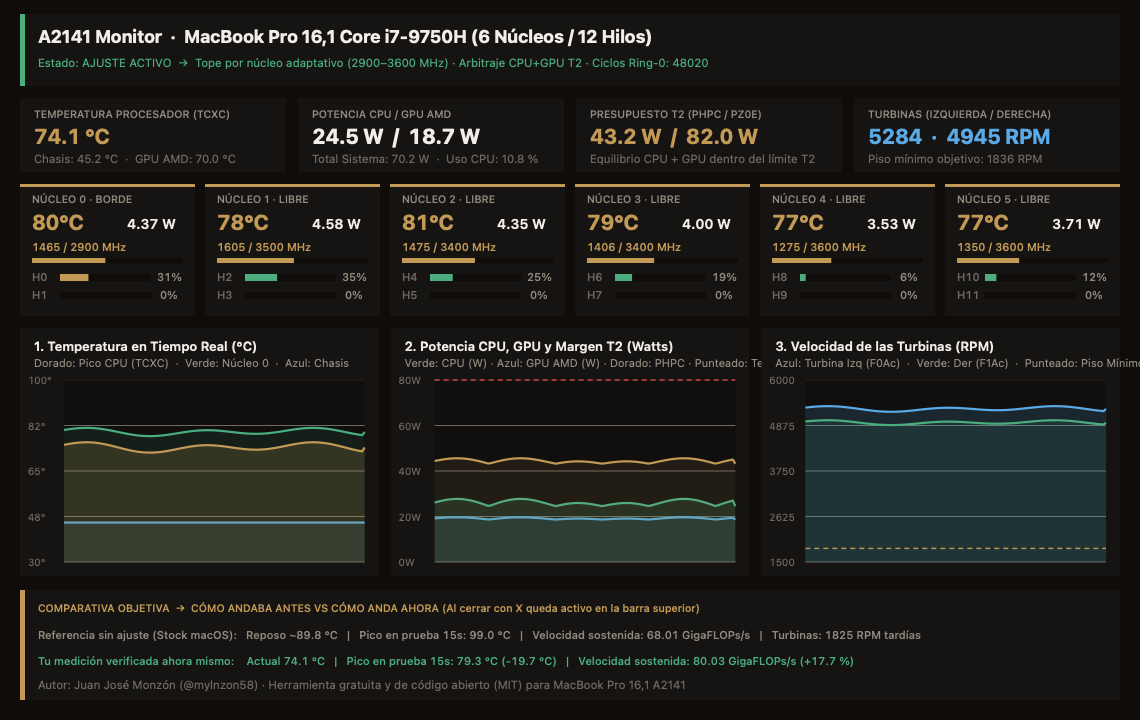 A2141 Monitor · MacBook Pro 16,1 Core i7-9750H (6 Núcleos / 12 Hilos)
Estado: AJUSTE ACTIVO → Tope por núcleo adaptativo (2900–3600 MHz) · Arbitraje CPU+GPU T2 · Ciclos Ring-0: 48020
TEMPERATURA PROCESADOR (TCXC)
74.1 °C
Chasis: 45.2 °C · GPU AMD: 70.0 °C
POTENCIA CPU / GPU AMD
24.5 W / 18.7 W
Total Sistema: 70.2 W · Uso CPU: 10.8 %
PRESUPUESTO T2 (PHPC / PZ0E)
43.2 W / 82.0 W
Equilibrio CPU + GPU dentro del límite T2
TURBINAS (IZQUIERDA / DERECHA)
5284 · 4945 RPM
Piso mínimo objetivo: 1836 RPM
NÚCLEO 0 · BORDE
80°C 4.37 W
1465 / 2900 MHz
H0 31%
H1 0%
NÚCLEO 1 · LIBRE
78°C 4.58 W
1605 / 3500 MHz
H2 35%
H3 0%
NÚCLEO 2 · LIBRE
81°C 4.35 W
1475 / 3400 MHz
H4 25%
H5 0%
NÚCLEO 3 · LIBRE
79°C 4.00 W
1406 / 3400 MHz
H6 19%
H7 0%
NÚCLEO 4 · LIBRE
77°C 3.53 W
1275 / 3600 MHz
H8 6%
H9 0%
NÚCLEO 5 · LIBRE
77°C 3.71 W
1350 / 3600 MHz
H10 12%
H11 0%
1. Temperatura en Tiempo Real (°C)
Dorado: Pico CPU (TCXC) · Verde: Núcleo 0 · Azul: Chasis
100°
82°
65°
48°
30°
2. Potencia CPU, GPU y Margen T2 (Watts)
Verde: CPU (W) · Azul: GPU AMD (W) · Dorado: PHPC · Punteado: Te
80W
60W
40W
20W
0W
3. Velocidad de las Turbinas (RPM)
Azul: Turbina Izq (F0Ac) · Verde: Der (F1Ac) · Punteado: Piso Mínimo
6000
4875
3750
2625
1500
COMPARATIVA OBJETIVA → CÓMO ANDABA ANTES VS CÓMO ANDA AHORA (Al cerrar con X queda activo en la barra superior)
Referencia sin ajuste (Stock macOS): Reposo ~89.8 °C | Pico en prueba 15s: 99.0 °C | Velocidad sostenida: 68.01 GigaFLOPs/s | Turbinas: 1825 RPM tardías
Tu medición verificada ahora mismo: Actual 74.1 °C | Pico en prueba 15s: 79.3 °C (-19.7 °C) | Velocidad sostenida: 80.03 GigaFLOPs/s (+17.7 %)
Autor: Juan José Monzón (@mylnzon58) · Herramienta gratuita y de código abierto (MIT) para MacBook Pro 16,1 A2141